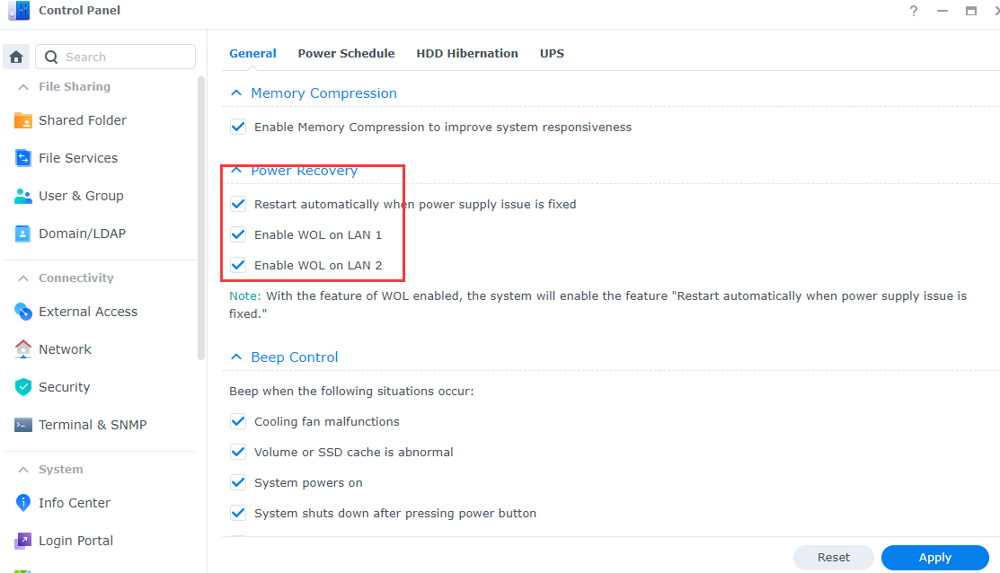 Control Panel
?
Search
File Sharing
Shared Folder
File Services
User & Group
Domain/LDAP
Connectivity
External Access
Network
Security
Terminal & SNMP
System
Info Center
Login Portal
General Power Schedule HDD Hibernation UPS
Memory Compression
Enable Memory Compression to improve system responsiveness
Power Recovery
Restart automatically when power supply issue is fixed
Enable WOL on LAN 1
Enable WOL on LAN 2
Note: With the feature of WOL enabled, the system will enable the feature "Restart automatically when power supply issue is
fixed."
Beep Control
Beep when the following situations occur:
Cooling fan malfunctions
Volume or SSD cache is abnormal
System powers on
System shuts down after pressing power button
Reset Apply